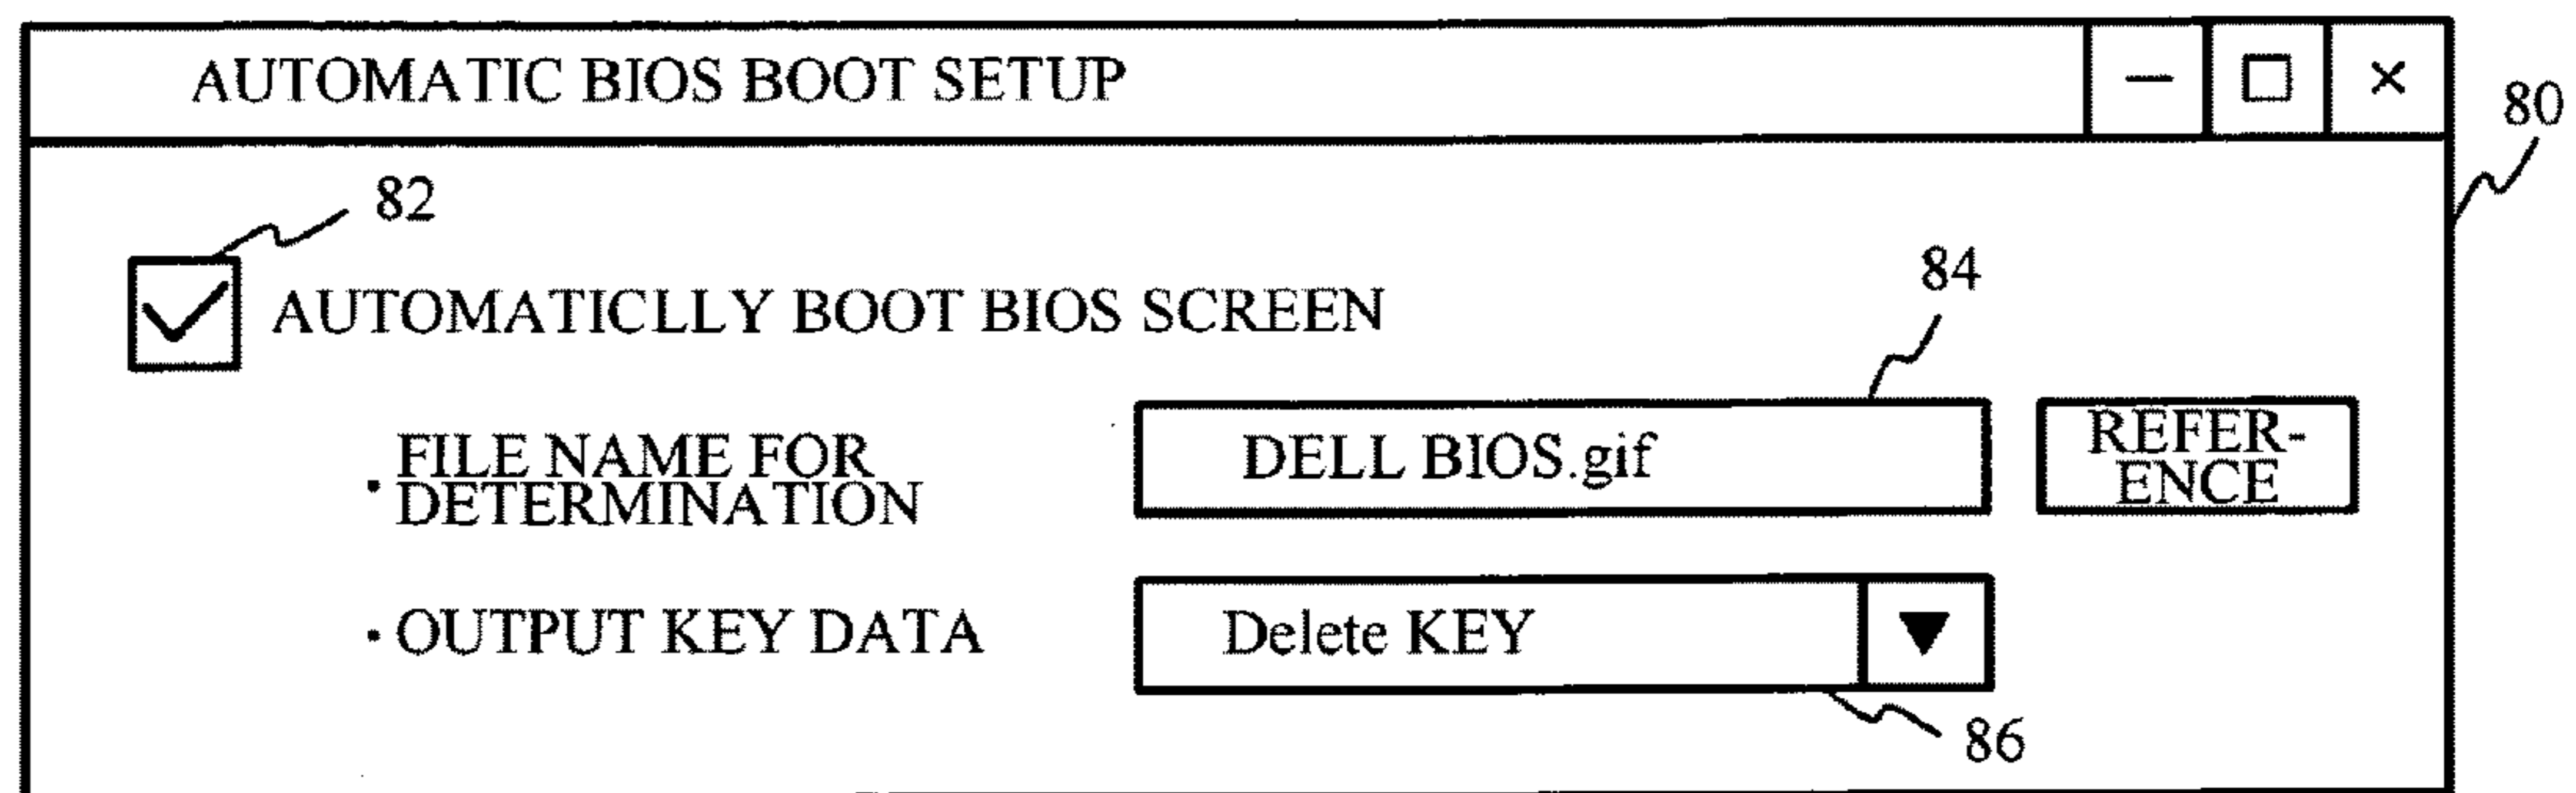 AUTOMATIC BIOS BOOT SETUP
80
82
AUTOMATICLLY BOOT BIOS SCREEN
84
· FILE NAME FOR
DETERMINATION
DELL BIOS.gif
REFER-
ENCE
· OUTPUT KEY DATA
Delete KEY
86